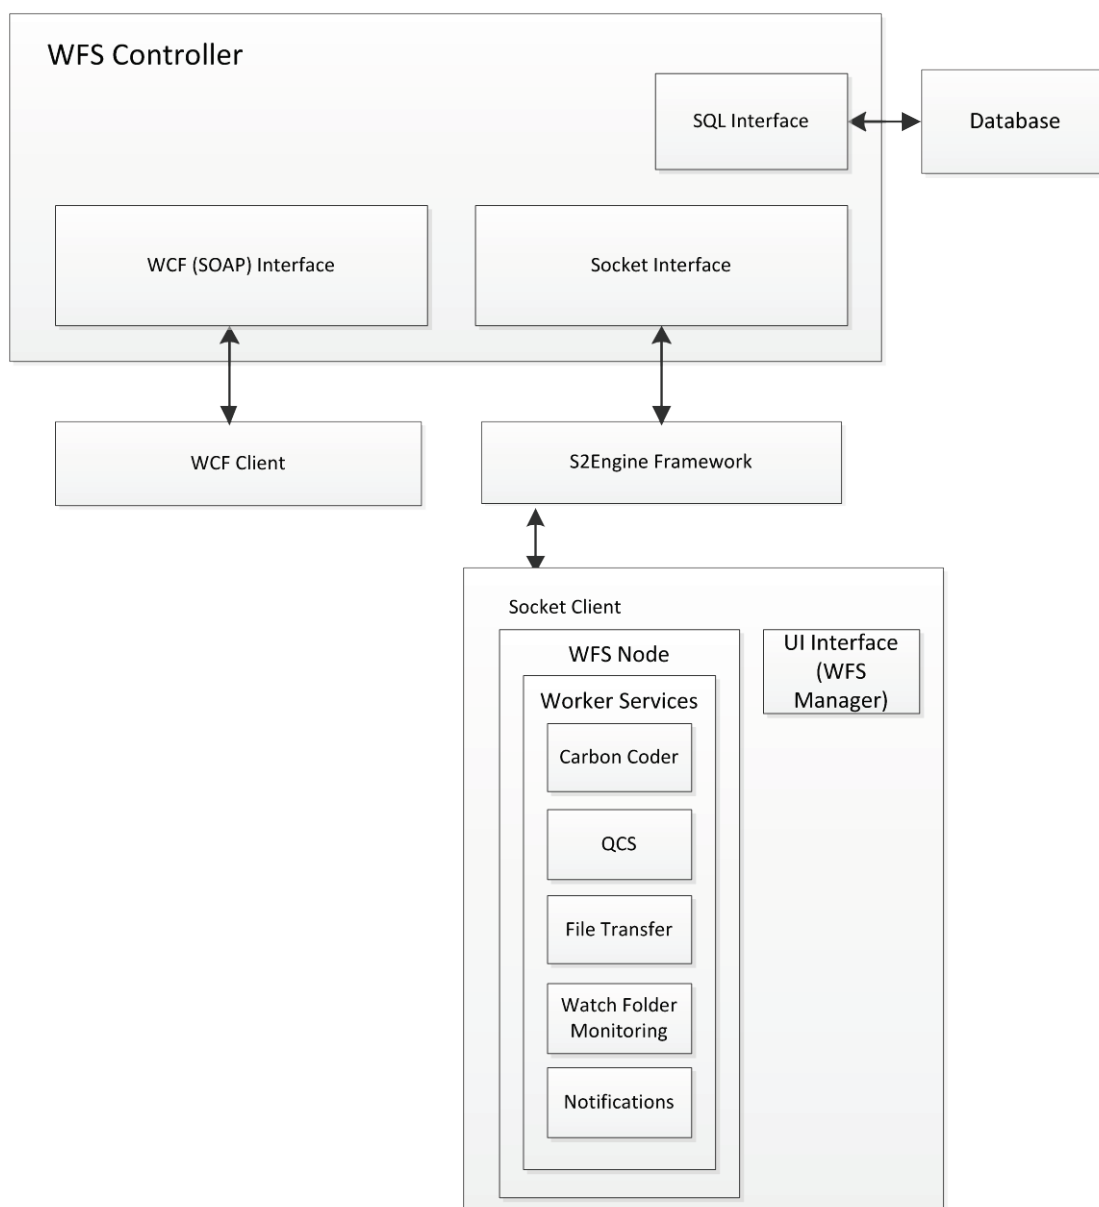 WFS Controller
SQL Interface
Database
WCF (SOAP) Interface
Socket Interface
WCF Client
S2Engine Framework
Socket Client
WFS Node
UI Interface
(WFS
Manager)
Worker Services
Carbon Coder
QCS
File Transfer
Watch Folder
Monitoring
Notifications